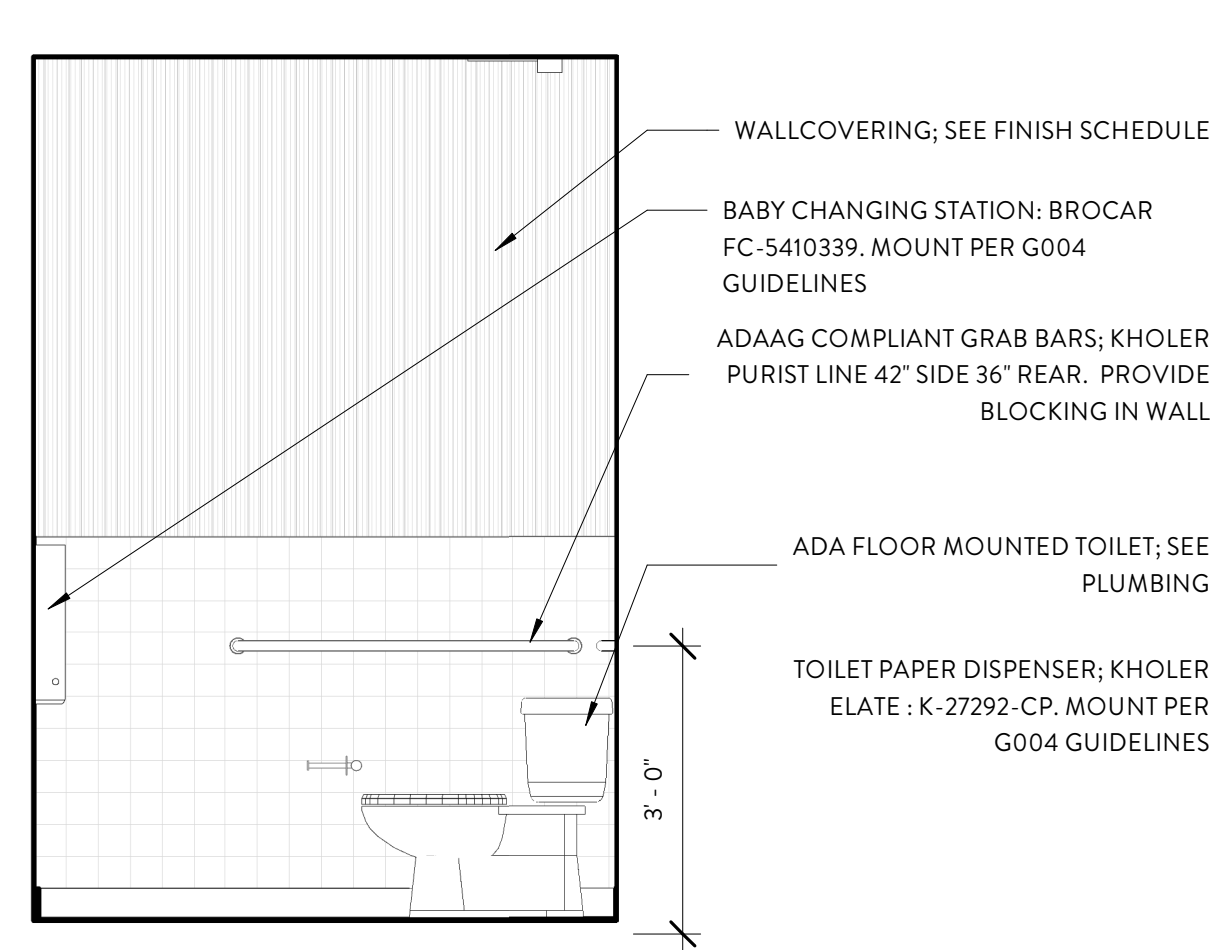 WALLCOVERING; SEE FINISH SCHEDULE
BABY CHANGING STATION: BROCAR
FC-5410339. MOUNT PER G004
GUIDELINES
ADAAG COMPLIANT GRAB BARS; KHOLER
PURIST LINE 42" SIDE 36" REAR. PROVIDE
BLOCKING IN WALL
ADA FLOOR MOUNTED TOILET; SEE
PLUMBING
TOILET PAPER DISPENSER; KHOLER
ELATE : K-27292-CP. MOUNT PER
G004 GUIDELINES
3' - 0"